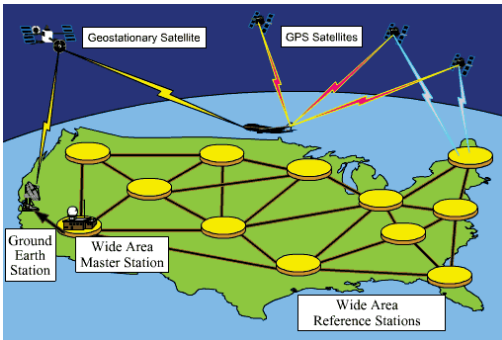 Geostationary Satellite
GPS Satellites
Ground
Earth
Station
Wide Area
Master Station
Wide Area
Reference Stations